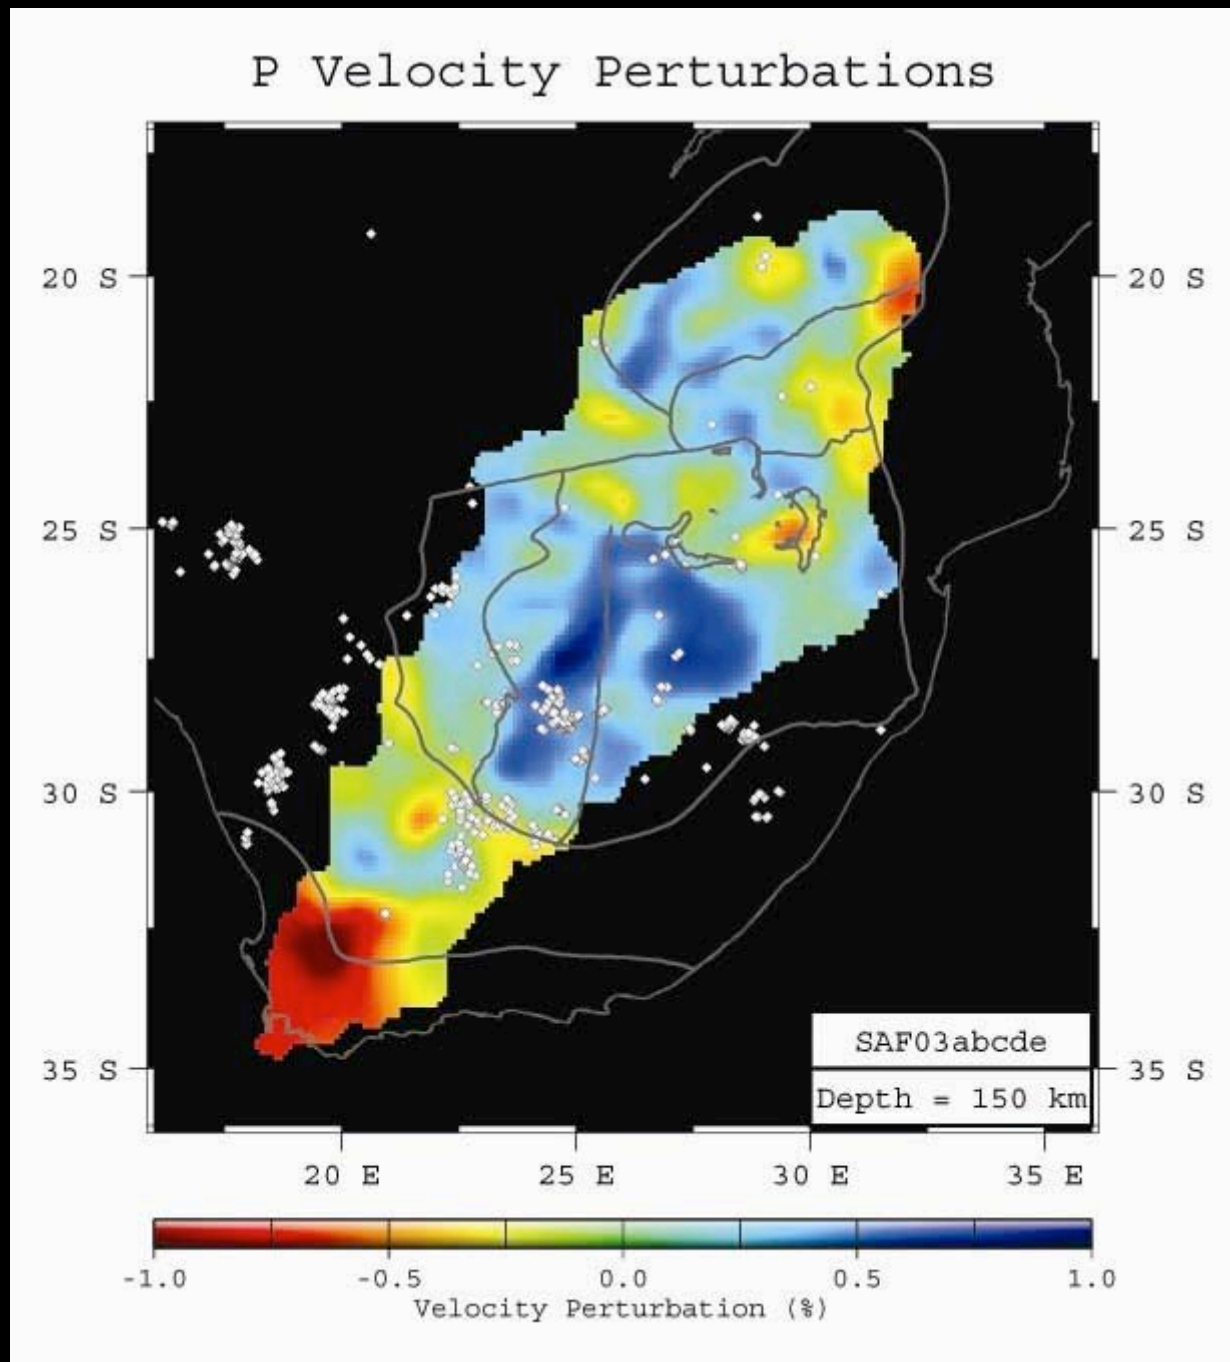 P Velocity Perturbations
20 S
20 S
25 S
25 S
30 S
30 S
SAF03abcde
35 S
35 S
Depth = 150 km
20 E
25 E
30 E
35 E
-1.0
-0.5
0.0
0.5
1.0
Velocity Perturbation (%)